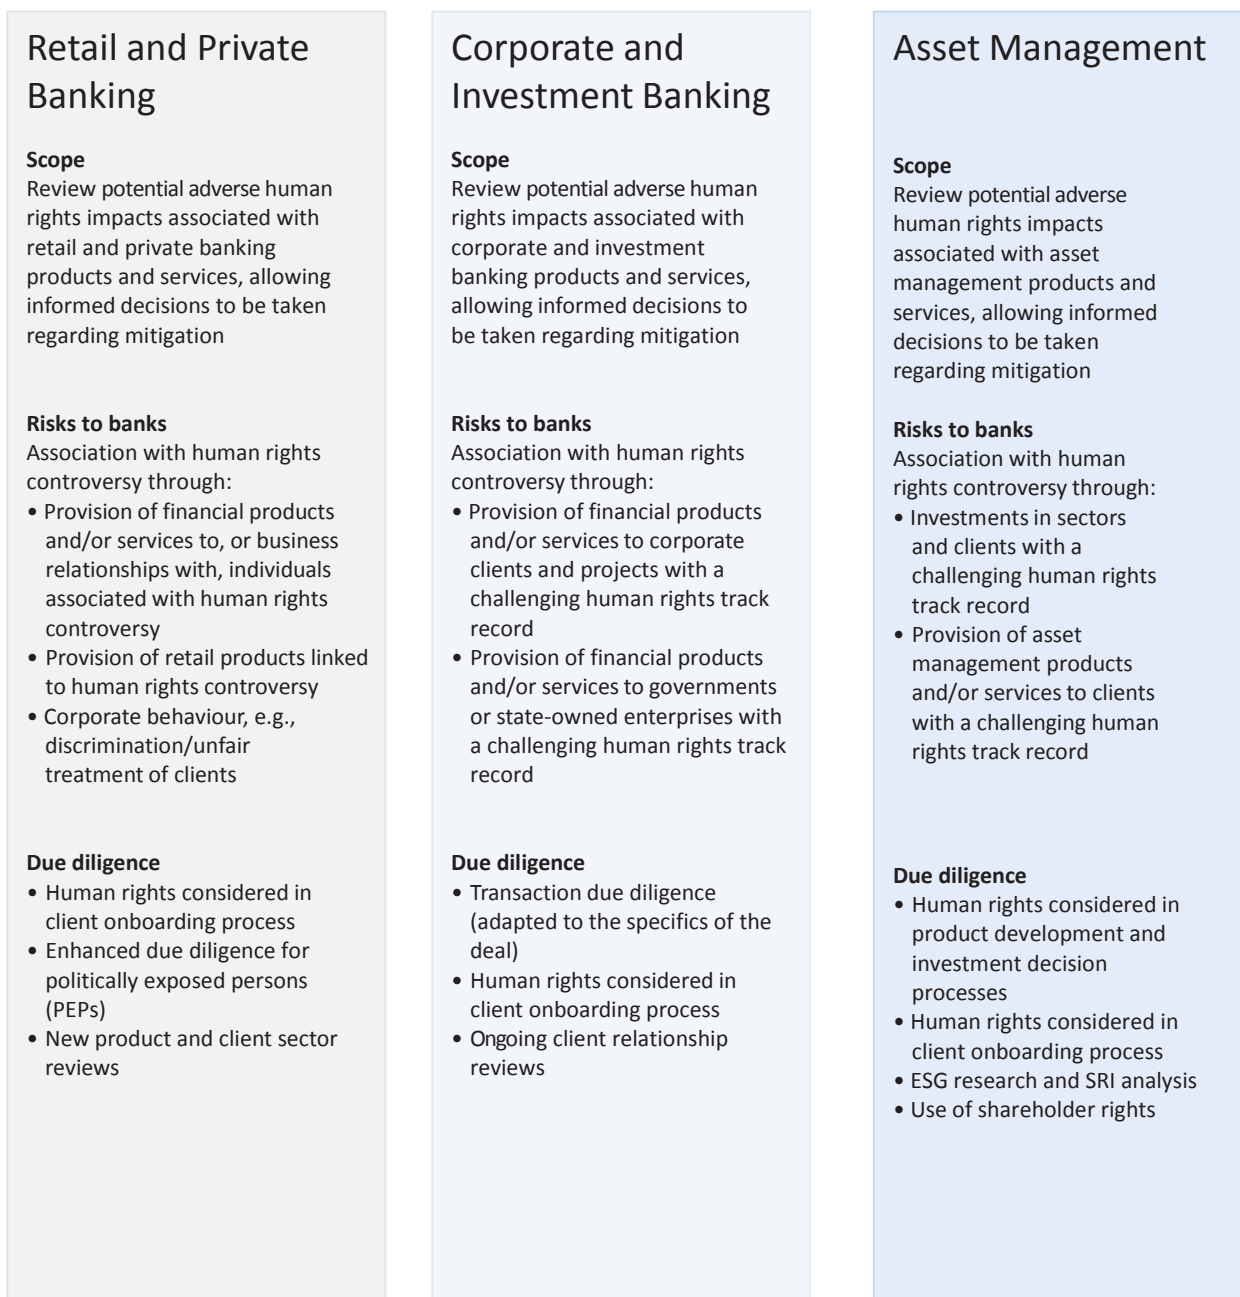 Retail and Private
Banking
Scope
Review potential adverse human
rights impacts associated with
retail and private banking
products and services, allowing
informed decisions to be taken
regarding mitigation
Risks to banks
Association with human rights
controversy through:
• Provision of financial products
and/or services to, or business
relationships with, individuals
associated with human rights
controversy
• Provision of retail products linked
to human rights controversy
• Corporate behaviour, e.g.,
discrimination/unfair
treatment of clients
Due diligence
• Human rights considered in
client onboarding process
• Enhanced due diligence for
politically exposed persons
(PEPs)
• New product and client sector
reviews
Corporate and
Investment Banking
Scope
Review potential adverse human
rights impacts associated with
corporate and investment
banking products and services,
allowing informed decisions to
be taken regarding mitigation
Risks to banks
Association with human rights
controversy through:
• Provision of financial products
and/or services to corporate
clients and projects with a
challenging human rights track
record
• Provision of financial products
and/or services to governments
or state-owned enterprises with
a challenging human rights track
record
Due diligence
• Transaction due diligence
(adapted to the specifics of the
deal)
• Human rights considered in
client onboarding process
• Ongoing client relationship
reviews
Asset Management
Scope
Review potential adverse
human rights impacts
associated with asset
management products and
services, allowing informed
decisions to be taken
regarding mitigation
Risks to banks
Association with human
rights controversy through:
• Investments in sectors
and clients with a
challenging human rights
track record
• Provision of asset
management products
and/or services to clients
with a challenging human
rights track record
Due diligence
• Human rights considered in
product development and
investment decision
processes
• Human rights considered in
client onboarding process
• ESG research and SRI analysis
• Use of shareholder rights